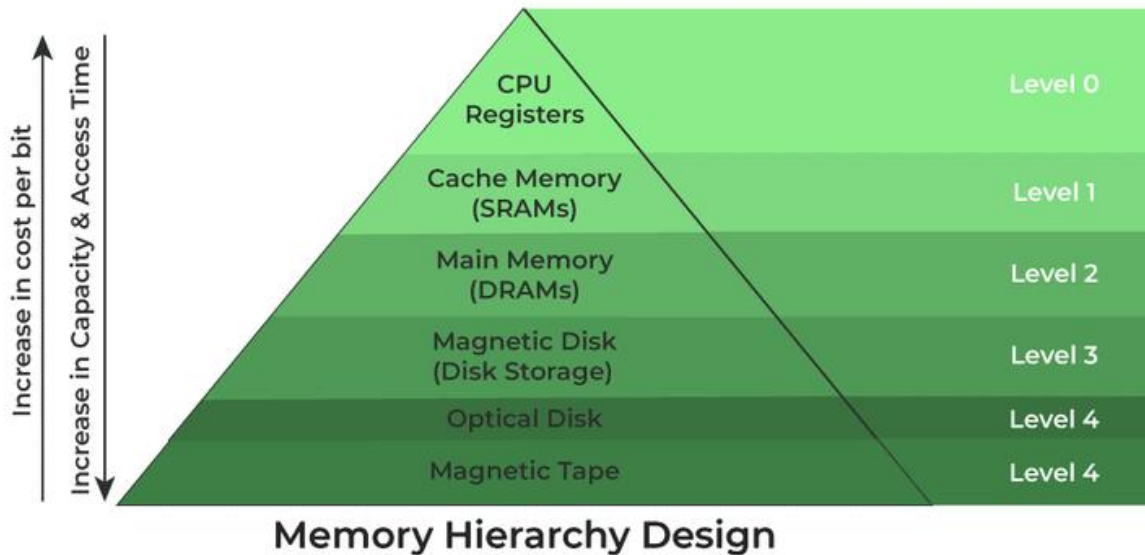 Increase in cost per bit
Increase in Capacity & Access Time
CPU
Registers
Level 0
Cache Memory
(SRAMs)
Level 1
Main Memory
(DRAMs)
Level 2
Magnetic Disk
(Disk Storage)
Level 3
Optical Disk
Level 4
Magnetic Tape
Level 4
Memory Hierarchy Design